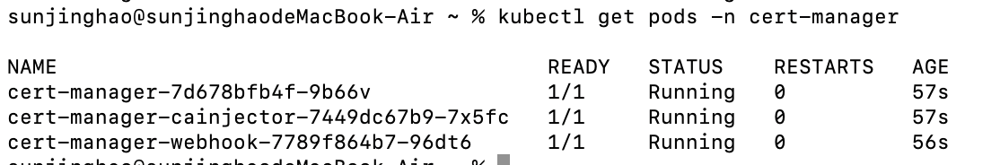 sunjinghao@sunjinghaodeMacBook-Air ~ % kubectl get pods -n cert-manager
NAME READY STATUS RESTARTS AGE
cert-manager-7d678bfb4f-9b66v 1/1 Running 0 57s
cert-manager-cainjector-7449dc67b9-7x5fc 1/1 Running 0 57s
cert-manager-webhook-7789f864b7-96dt6 1/1 Running 0 56s
sunjinghao@sunjinghaodeMacBook-Air ~ %